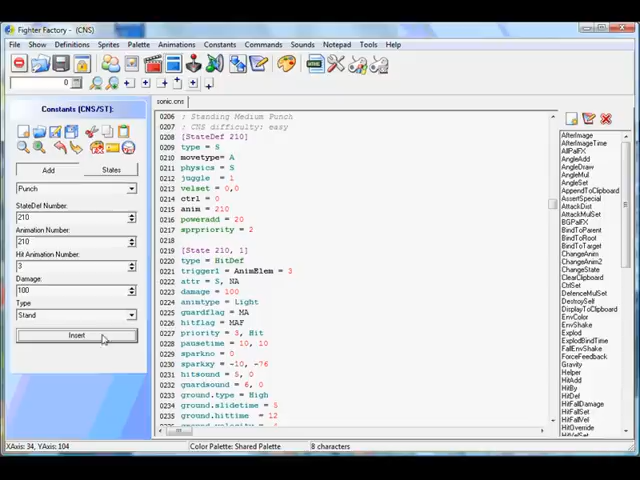 Fighter Factory - (CNS)
File Show Definitions Sprites Palette Animations Constants Commands Sounds Notepad Tools Help
0
Constants (CNS/ST):
sonic.cns
Add States
Punch
StateDef Number:
210
Animation Number:
210
Hit Animation Number:
3
Damage:
100
Type
Stand
Insert
0206 ; Standing Medium Punch
0207 ; CNS difficulty: easy
0208 [StateDef 210]
0209 type = S
0210 movetype= A
0211 physics = S
0212 juggle = 1
0213 velset = 0,0
0214 ctrl = 0
0215 anim = 210
0216 poweradd = 20
0217 sprpriority = 2
0218
0219 [State 210, 1]
0220 type = HitDef
0221 trigger1 = AnimElem = 3
0222 attr = S, NA
0223 damage = 100
0224 animtype = Light
0225 guardflag = MA
0226 hitflag = MAF
0227 priority = 3, Hit
0228 pausetime = 10, 10
0229 sparkno = 0
0230 sparkxy = -10, -76
0231 hitsound = 5, 0
0232 guardsound = 6, 0
0233 ground.type = High
0234 ground.slidetime = 5
0235 ground.hittime = 12
AfterImage
AfterImageTime
AllPalFX
AngleAdd
AngleDraw
AngleMul
AngleSet
AppendToClipboard
AssertSpecial
AttackDist
AttackMulSet
BGPalFX
BindToParent
BindToRoot
BindToTarget
ChangeAnim
ChangeAnim2
ChangeState
ClearClipboard
CtrlSet
DefenceMulSet
DestroySelf
DisplayToClipboard
EnvColor
EnvShake
Explod
ExplodBindTime
FallEnvShake
ForceFeedback
Gravity
Helper
HitAdd
HitBy
HitDef
HitFallDamage
HitFallSet
HitFallVel
HitOverride
XAxis: 34, YAxis: 104 Color Palette: Shared Palette 8 characters